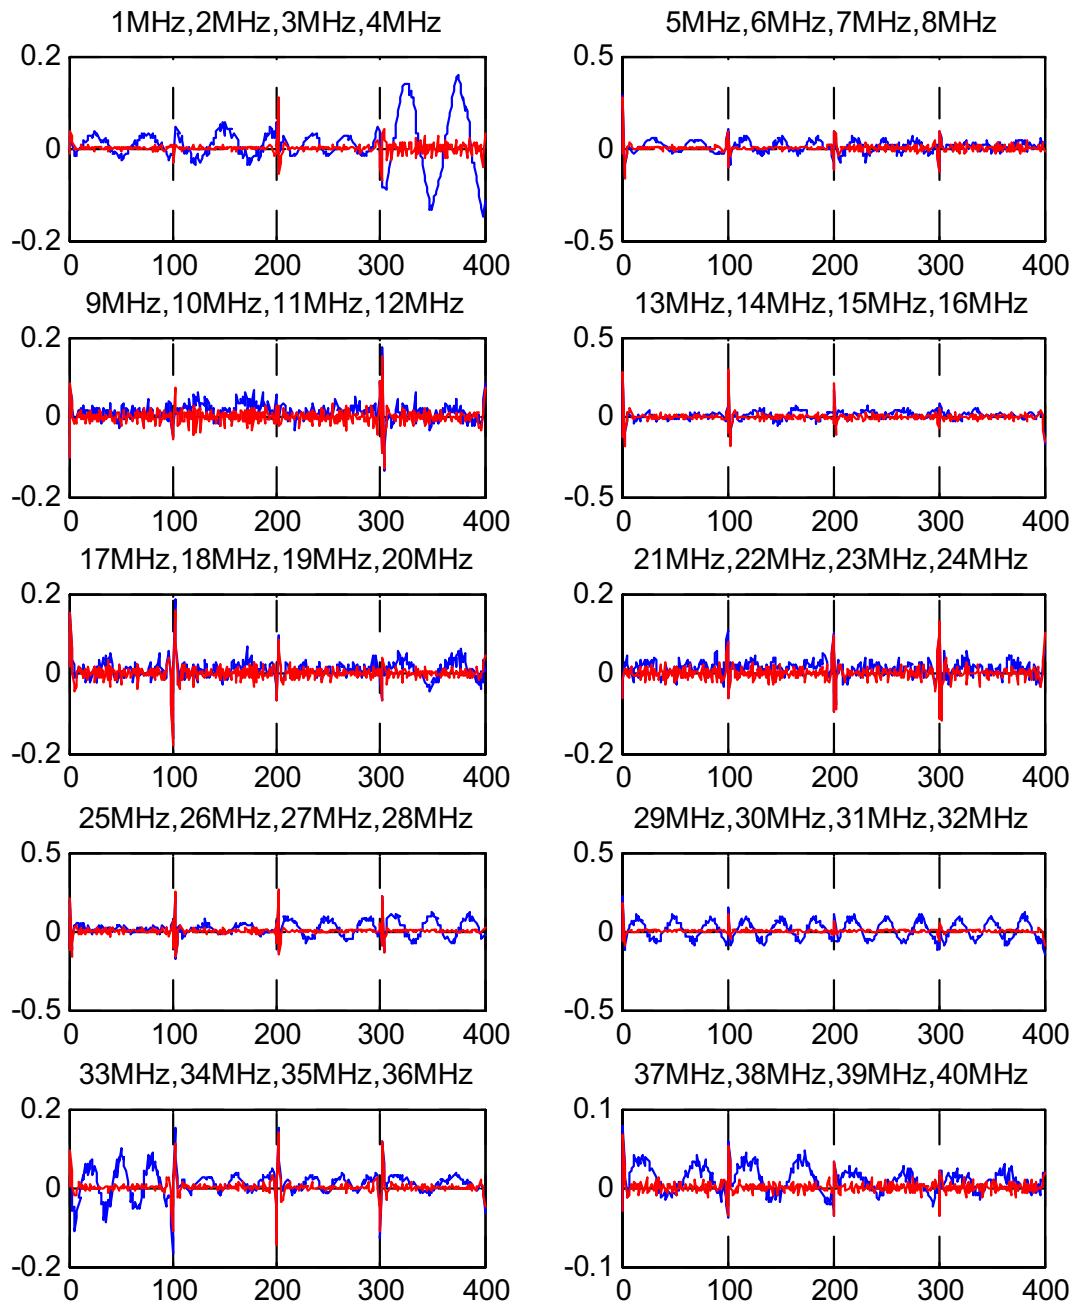 1MHz,2MHz,3MHz,4MHz
0.2
0
-0.2
0 100 200 300 400
5MHz,6MHz,7MHz,8MHz
0.5
0
-0.5
0 100 200 300 400
9MHz,10MHz,11MHz,12MHz
0.2
0
-0.2
0 100 200 300 400
13MHz,14MHz,15MHz,16MHz
0.5
0
-0.5
0 100 200 300 400
17MHz,18MHz,19MHz,20MHz
0.2
0
-0.2
0 100 200 300 400
21MHz,22MHz,23MHz,24MHz
0.2
0
-0.2
0 100 200 300 400
25MHz,26MHz,27MHz,28MHz
0.5
0
-0.5
0 100 200 300 400
29MHz,30MHz,31MHz,32MHz
0.5
0
-0.5
0 100 200 300 400
33MHz,34MHz,35MHz,36MHz
0.2
0
-0.2
0 100 200 300 400
37MHz,38MHz,39MHz,40MHz
0.1
0
-0.1
0 100 200 300 400